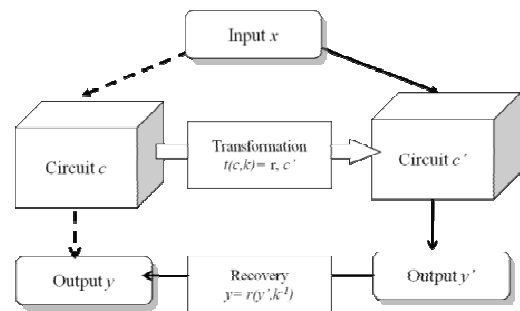 Input x
Circuit c
Transformation
t(c,k)= r, c'
Circuit c'
Output y
Recovery
y= r(y',k⁻¹)
Output y'